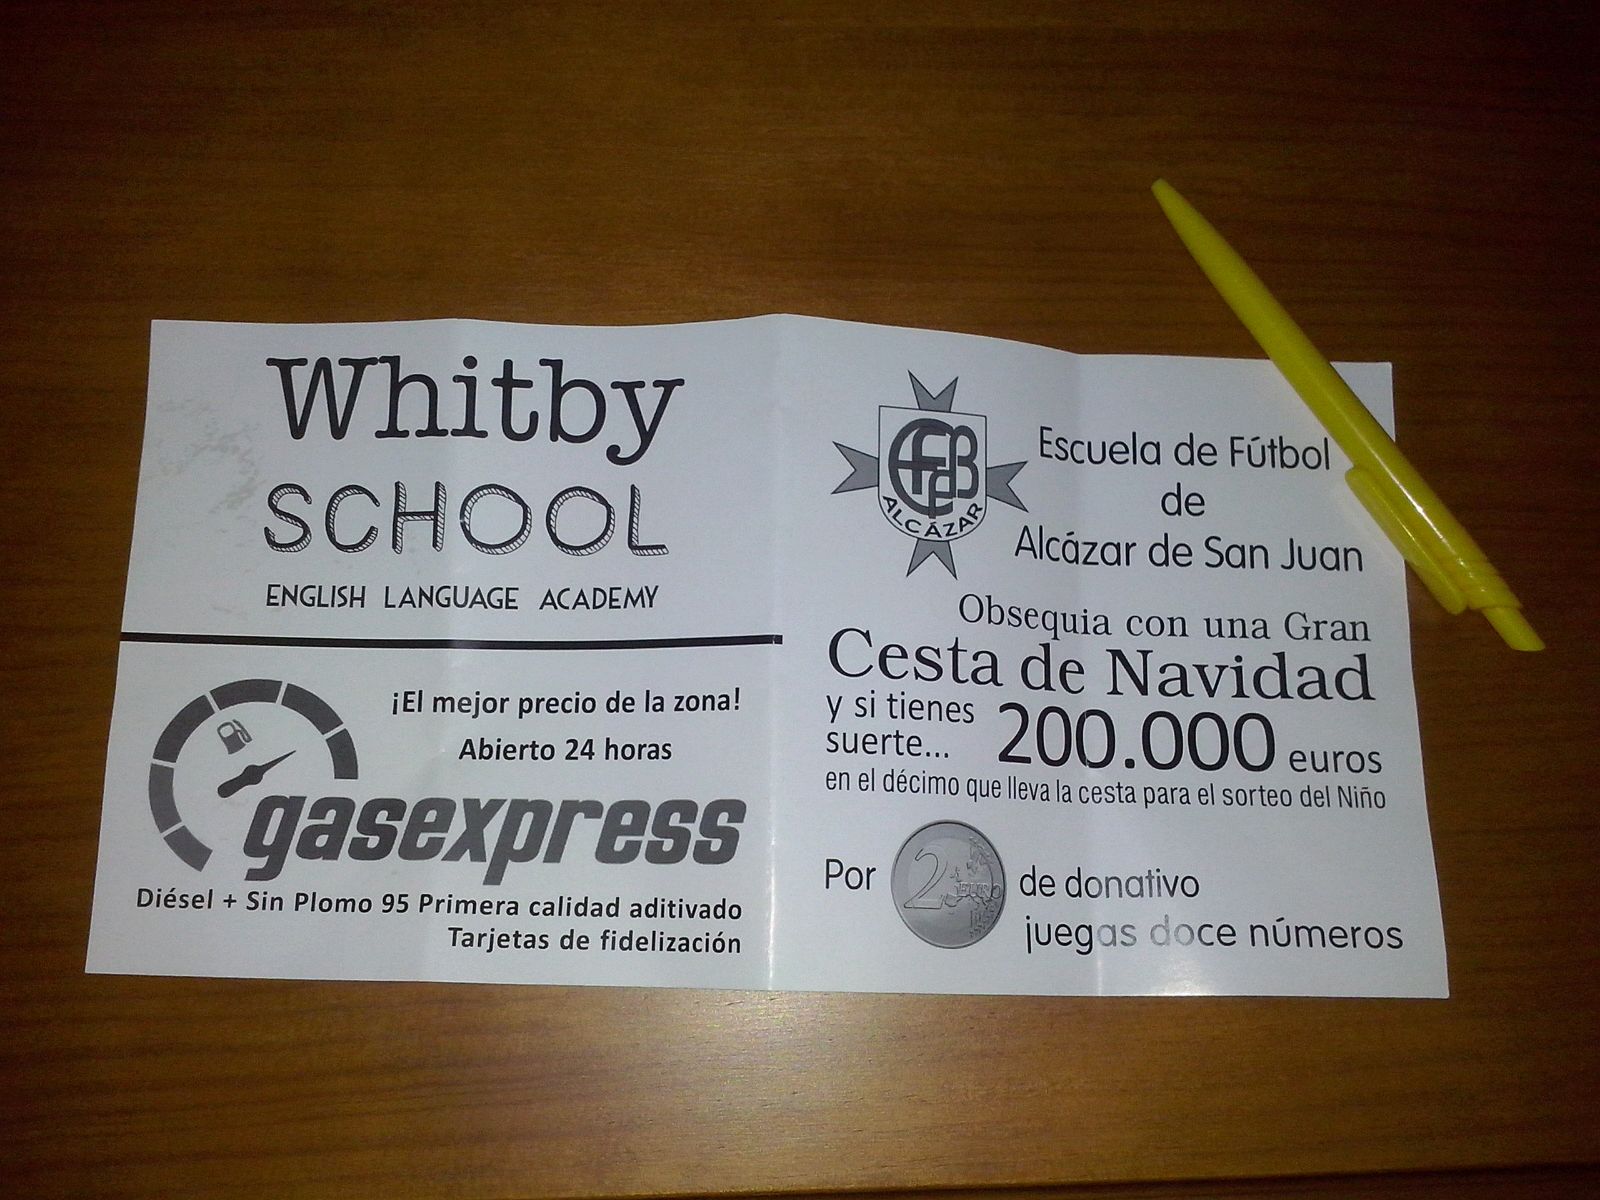 Whitby
SCHOOL
ENGLISH LANGUAGE ACADEMY
¡El mejor precio de la zona!
Abierto 24 horas
gasexpress
Diésel + Sin Plomo 95 Primera calidad aditivado
Tarjetas de fidelización
ALCÁZAR
Escuela de Fútbol
de
Alcázar de San Juan
Obsequia con una Gran
Cesta de Navidad
y si tienes
suerte... 200.000 euros
en el décimo que lleva la cesta para el sorteo del Niño
Por 2 EURO de donativo
juegas doce números